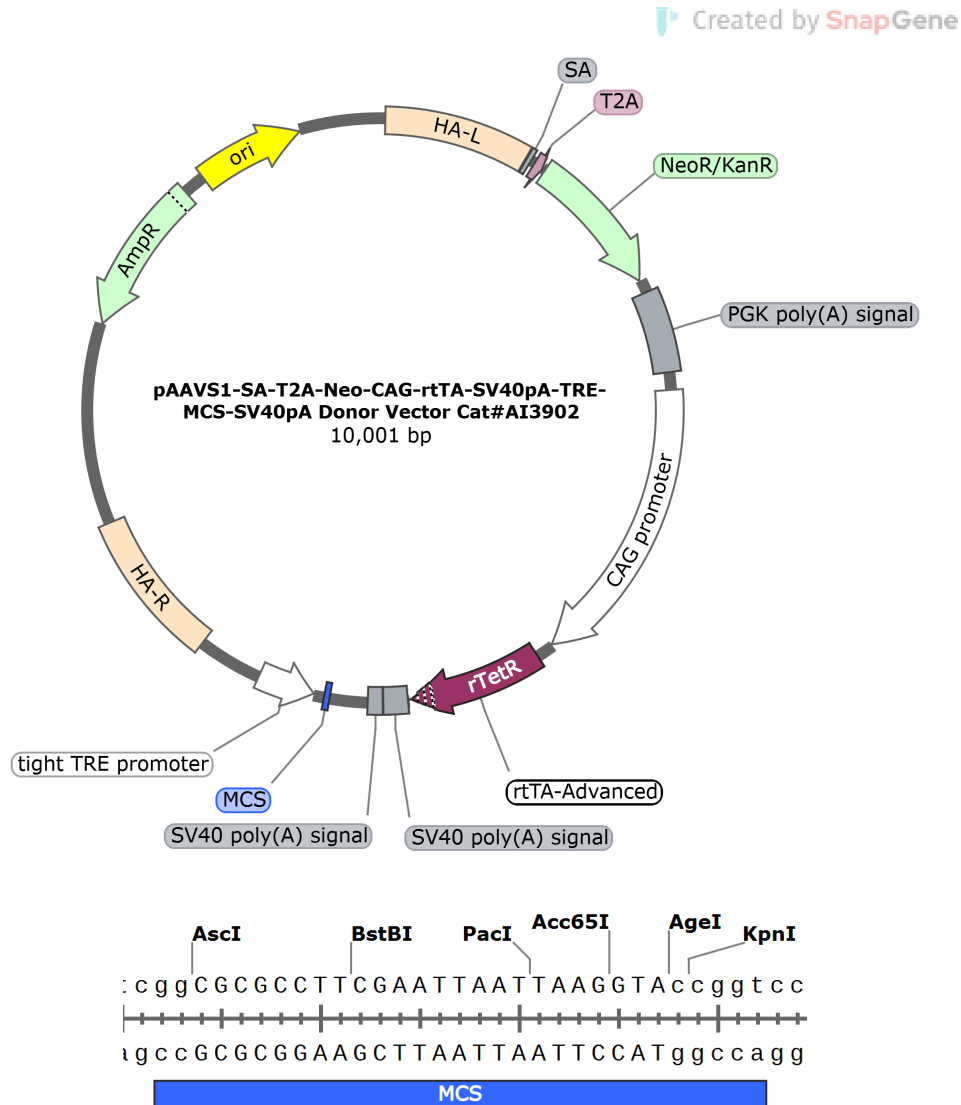 Created by SnapGene
SA
T2A
HA-L
ori
NeoR/KanR
AmpR
PGK poly(A) signal
pAAVS1-SA-T2A-Neo-CAG-rtTA-SV40pA-TRE-
MCS-SV40pA Donor Vector Cat#AI3902
10,001 bp
CAG promoter
HA-R
rTetR
tight TRE promoter
MCS
rtTA-Advanced
SV40 poly(A) signal
SV40 poly(A) signal
AscI
BstBI
PacI
Acc65I
AgeI
KpnI
tcggCGCGCCTTCGAATTAATTAAGGTAccggtcc
agccGCGCGGAAGCTTAATTAATTCCATggccagg
MCS